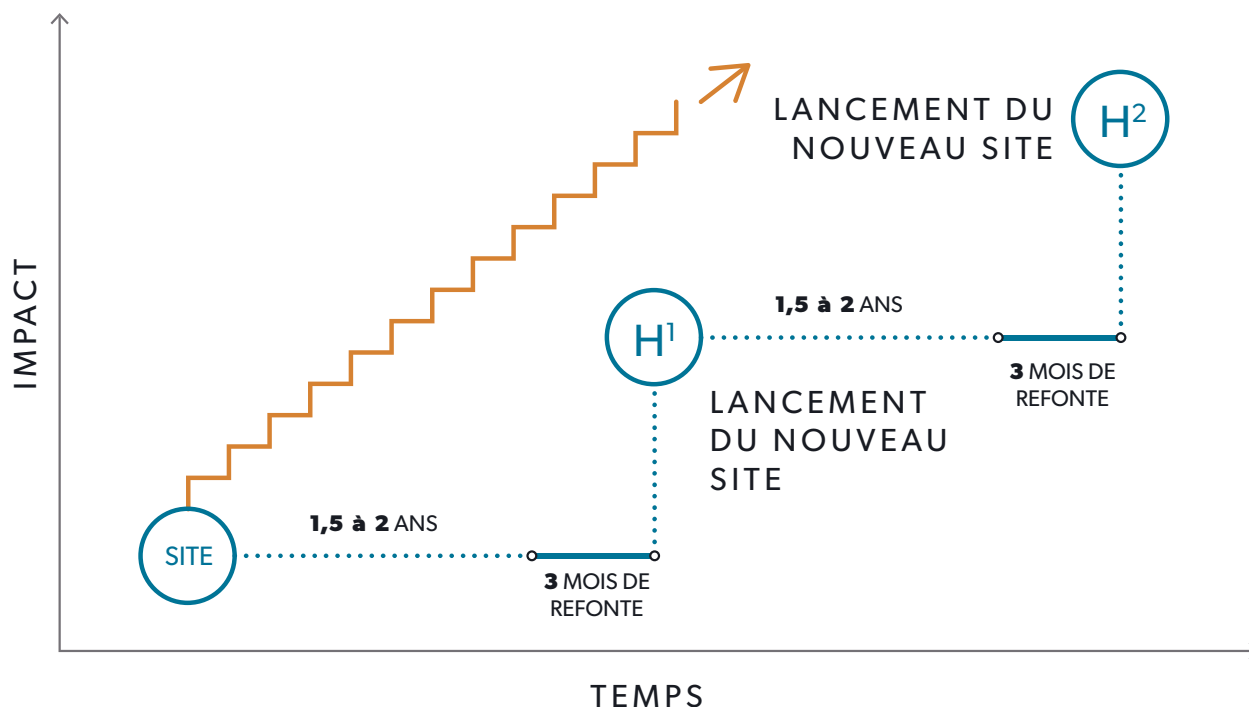 LANCEMENT DU
NOUVEAU SITE
H²
IMPACT
1,5 à 2 ANS
H¹
3 MOIS DE
REFONTE
LANCEMENT
DU NOUVEAU
SITE
1,5 à 2 ANS
SITE
3 MOIS DE
REFONTE
TEMPS